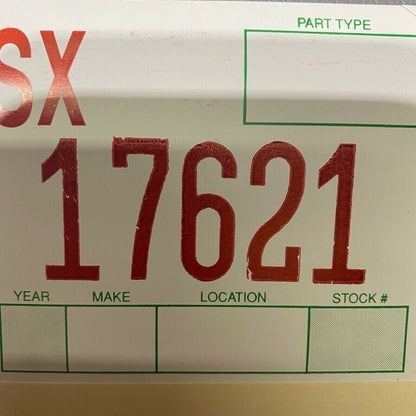 PART TYPE
SX
17621
YEAR MAKE LOCATION STOCK #